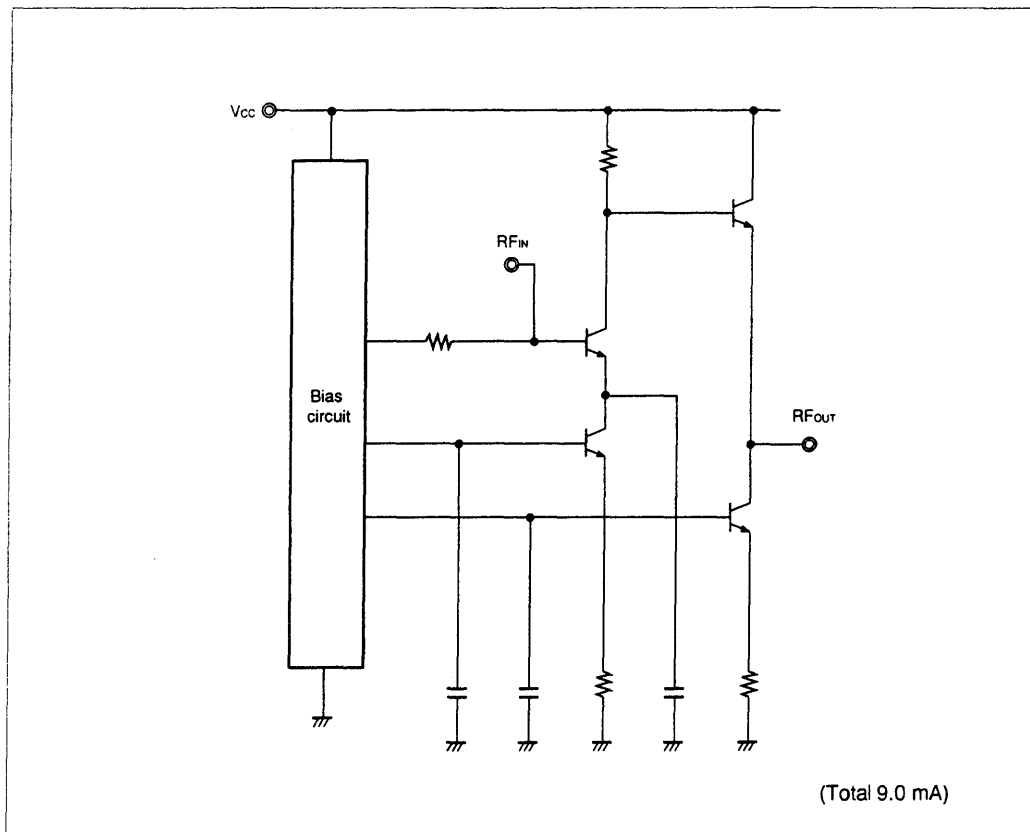 Vcc
RFIN
Bias
circuit
RFOUT
(Total 9.0 mA)